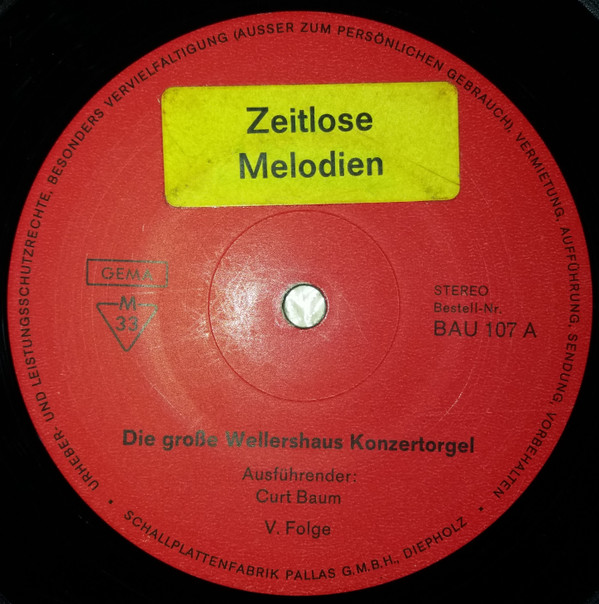 URHEBER- UND LEISTUNGSSCHUTZRECHTE, BESONDERS VERVIELFÄLTIGUNG (AUSSER ZUM PERSÖNLICHEN GEBRAUCH), VERMIETUNG, AUFFÜHRUNG, SENDUNG, VORBEHALTEN
Zeitlose
Melodien
GEMA
M
33
STEREO
Bestell-Nr.
BAU 107 A
Die große Wellershaus Konzertorgel
Ausführender:
Curt Baum
V. Folge
* SCHALLPLATTENFABRIK PALLAS G.M.B.H., DIEPHOLZ *